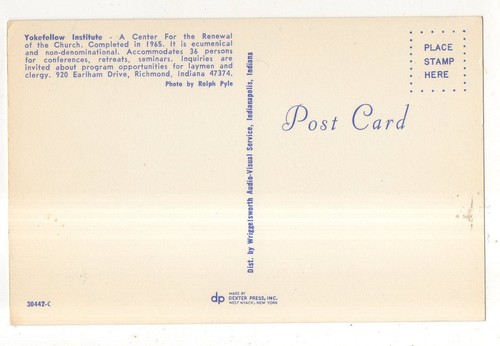 Yokefellow Institute - A Center For the Renewal
of the Church. Completed in 1965. It is ecumenical
and non-denominational. Accommodates 36 persons
for conferences, retreats, seminars. Inquiries are
invited about program opportunities for laymen and
clergy. 920 Earlham Drive, Richmond, Indiana 47374.
Photo by Ralph Pyle
PLACE
STAMP
HERE
Post Card
Dist. by Wriggelsworth Audio-Visual Service, Indianapolis, Indiana
30442-C
dp
MADE BY
DEXTER PRESS, INC.
WEST NYACK, NEW YORK